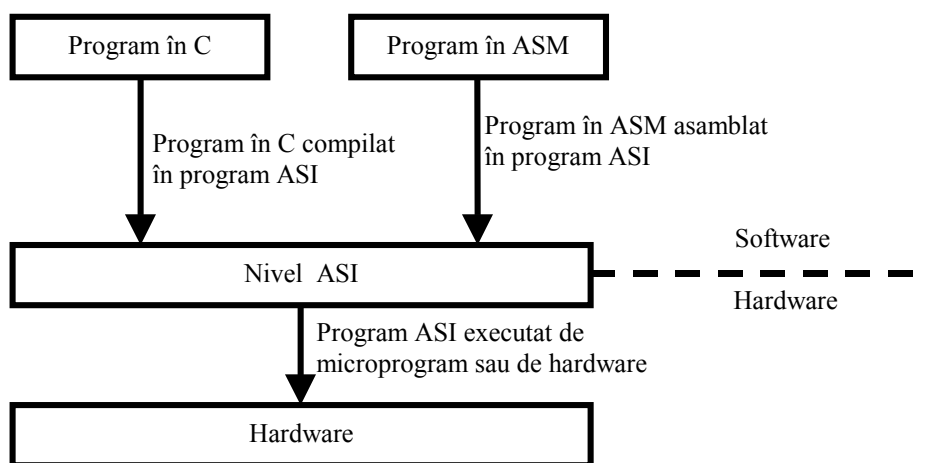 Program în C
Program în ASM
Program în C compilat
în program ASI
Program în ASM asamblat
în program ASI
Nivel ASI
Software
Hardware
Program ASI executat de
microprogram sau de hardware
Hardware